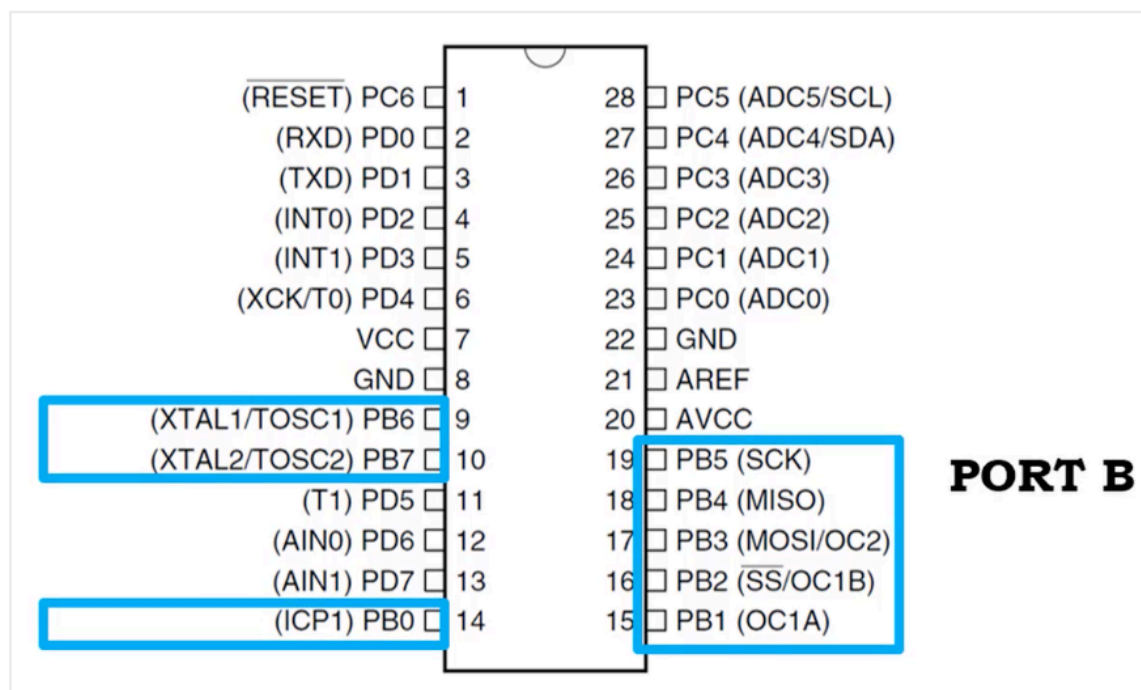 (RESET) PC6 1 28 PC5 (ADC5/SCL)
(RXD) PD0 2 27 PC4 (ADC4/SDA)
(TXD) PD1 3 26 PC3 (ADC3)
(INT0) PD2 4 25 PC2 (ADC2)
(INT1) PD3 5 24 PC1 (ADC1)
(XCK/T0) PD4 6 23 PC0 (ADC0)
VCC 7 22 GND
GND 8 21 AREF
(XTAL1/TOSC1) PB6 9 20 AVCC
(XTAL2/TOSC2) PB7 10 19 PB5 (SCK)
(T1) PD5 11 18 PB4 (MISO)
(AIN0) PD6 12 17 PB3 (MOSI/OC2)
(AIN1) PD7 13 16 PB2 (SS/OC1B)
(ICP1) PB0 14 15 PB1 (OC1A)
PORT B